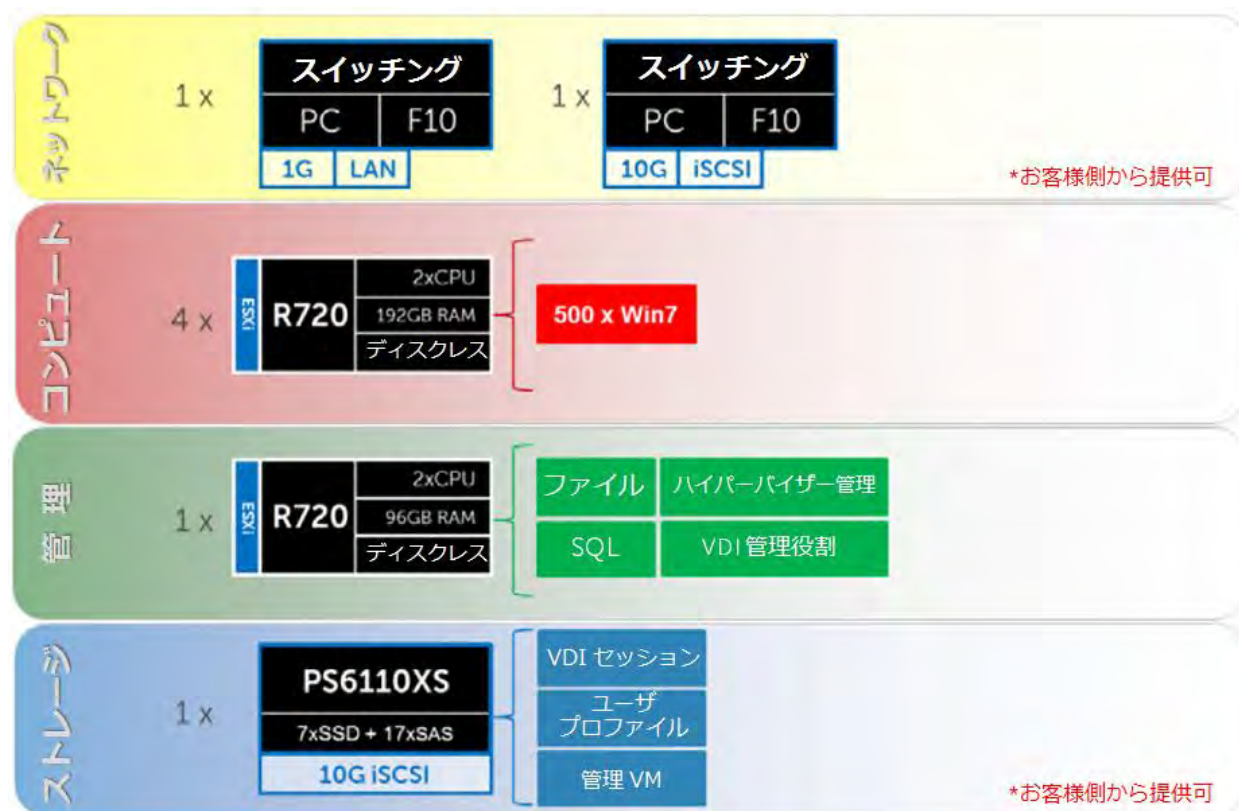 ネットワーク
1 x
スイッチング
PC
F10
1G
LAN
1 x
スイッチング
PC
F10
10G
iSCSI
*お客様側から提供可
コンピュート
4 x
ESXi
R720
2xCPU
192GB RAM
ディスクレス
500 x Win7
管 理
1 x
ESXi
R720
2xCPU
96GB RAM
ディスクレス
ファイル
ハイパーバイザー管理
SQL
VDI 管理役割
ストレージ
1 x
PS6110XS
7xSSD + 17xSAS
10G iSCSI
VDI セッション
ユーザ
プロファイル
管理 VM
*お客様側から提供可